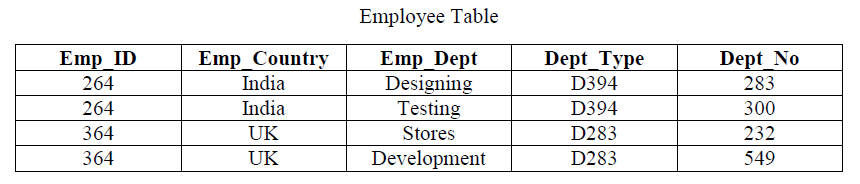 Employee Table
Emp_ID Emp_Country Emp_Dept Dept_Type Dept_No
264 India Designing D394 283
264 India Testing D394 300
364 UK Stores D283 232
364 UK Development D283 549